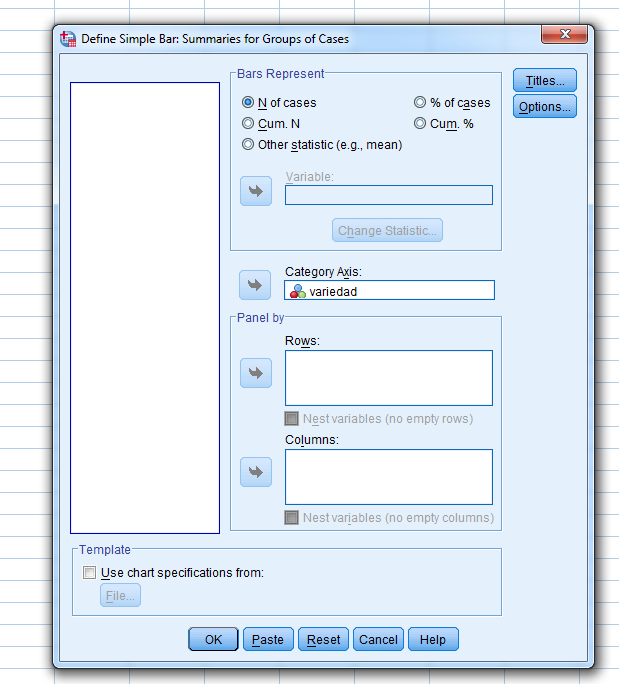 Define Simple Bar: Summaries for Groups of Cases
Bars Represent
N of cases
% of cases
Cum. N
Cum. %
Other statistic (e.g., mean)
Variable:
Change Statistic...
Titles...
Options...
Category Axis:
variedad
Panel by
Rows:
Nest variables (no empty rows)
Columns:
Nest variables (no empty columns)
Template
Use chart specifications from:
File...
OK
Paste
Reset
Cancel
Help